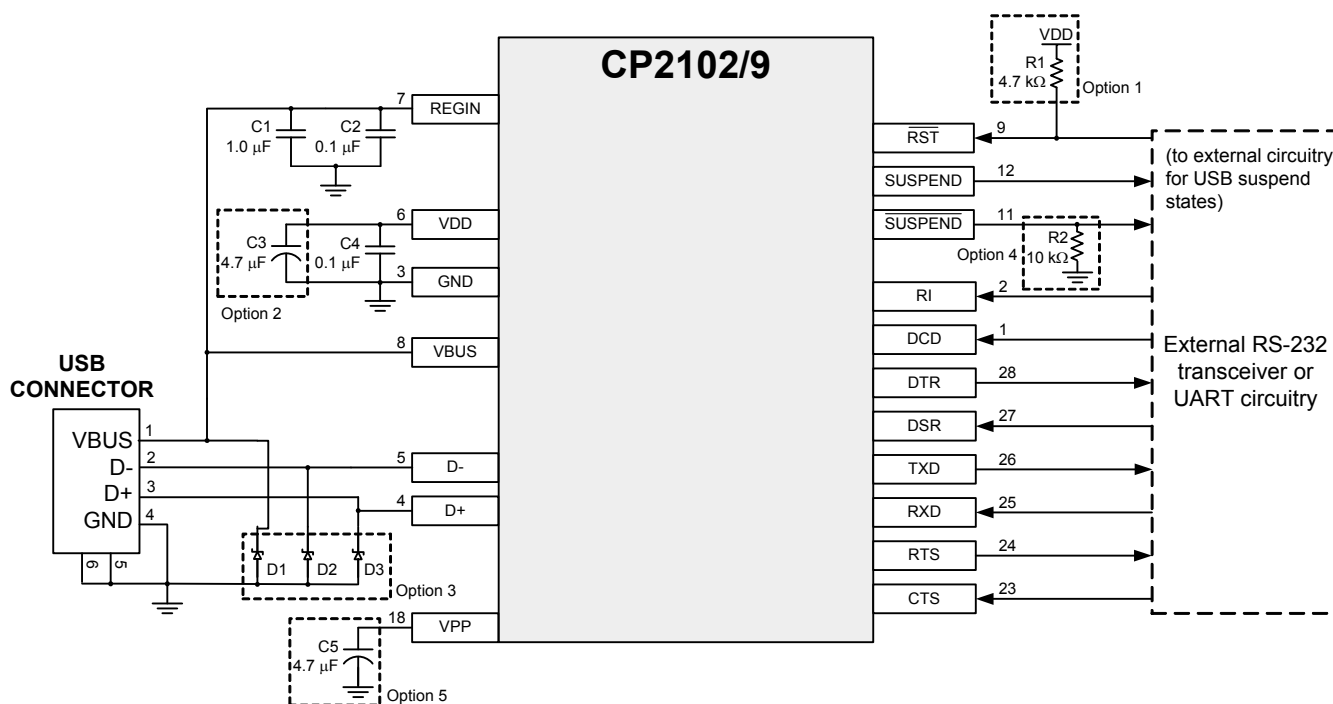 CP2102/9
VDD
R1
4.7 kΩ
Option 1
7
REGIN
C1
1.0 μF
C2
0.1 μF
9
RST
(to external circuitry
for USB suspend
states)
12
SUSPEND
6
VDD
11
SUSPEND
C3
4.7 μF
C4
0.1 μF
R2
10 kΩ
Option 4
3
GND
Option 2
2
RI
8
VBUS
1
DCD
External RS-232
transceiver or
UART circuitry
28
DTR
USB
CONNECTOR
VBUS
1
D-
2
D+
3
GND
4
6
5
27
DSR
5
D-
26
TXD
4
D+
25
RXD
D1
D2
D3
Option 3
24
RTS
23
CTS
18
VPP
C5
4.7 μF
Option 5